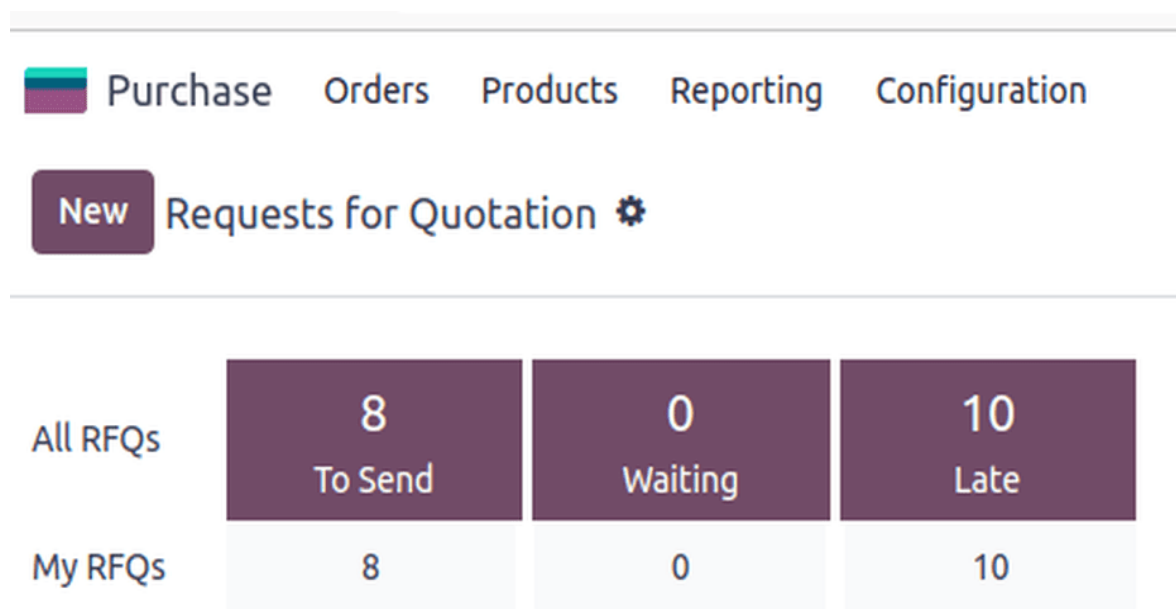 Purchase Orders Products Reporting Configuration
New Requests for Quotation
8 0 10
All RFQs
To Send Waiting Late
My RFQs 8 0 10